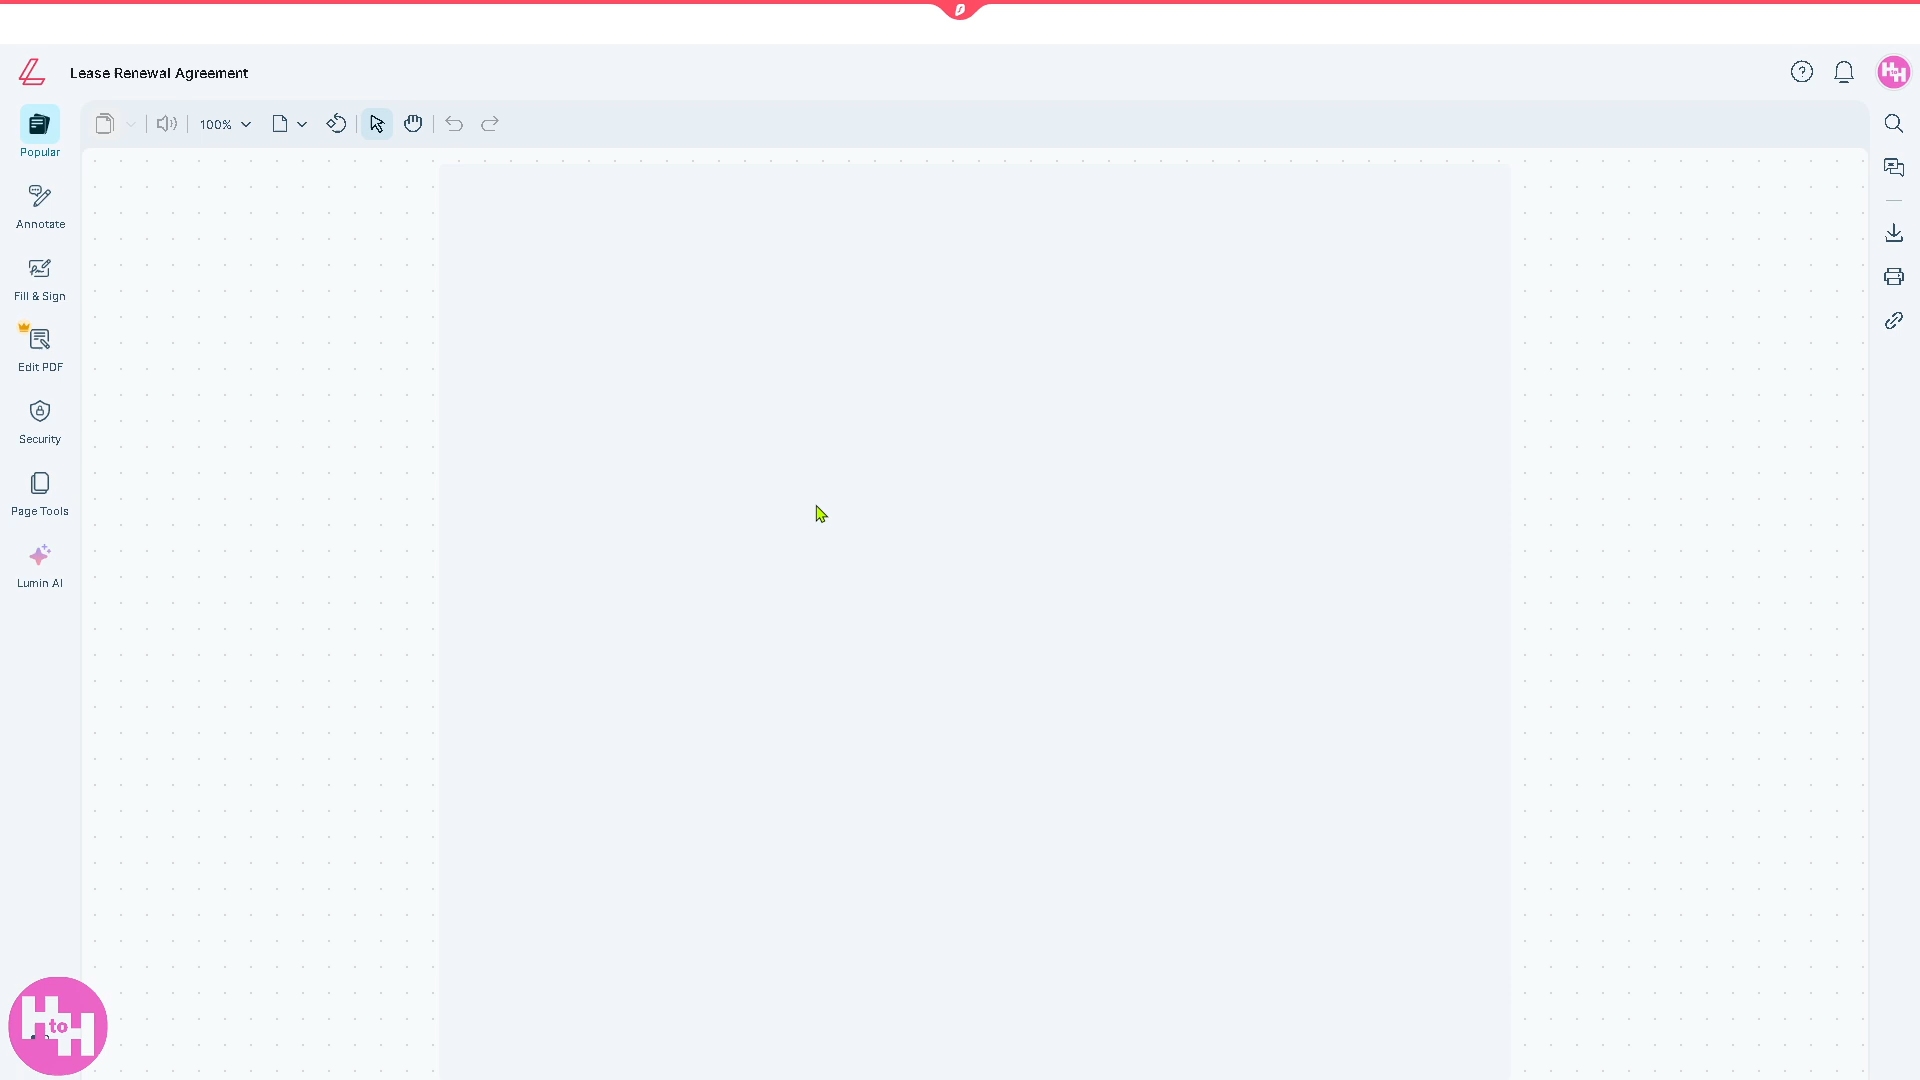 Lease Renewal Agreement
100%
Popular
Annotate
Fill & Sign
Edit PDF
Security
Page Tools
Lumin AI
H to H